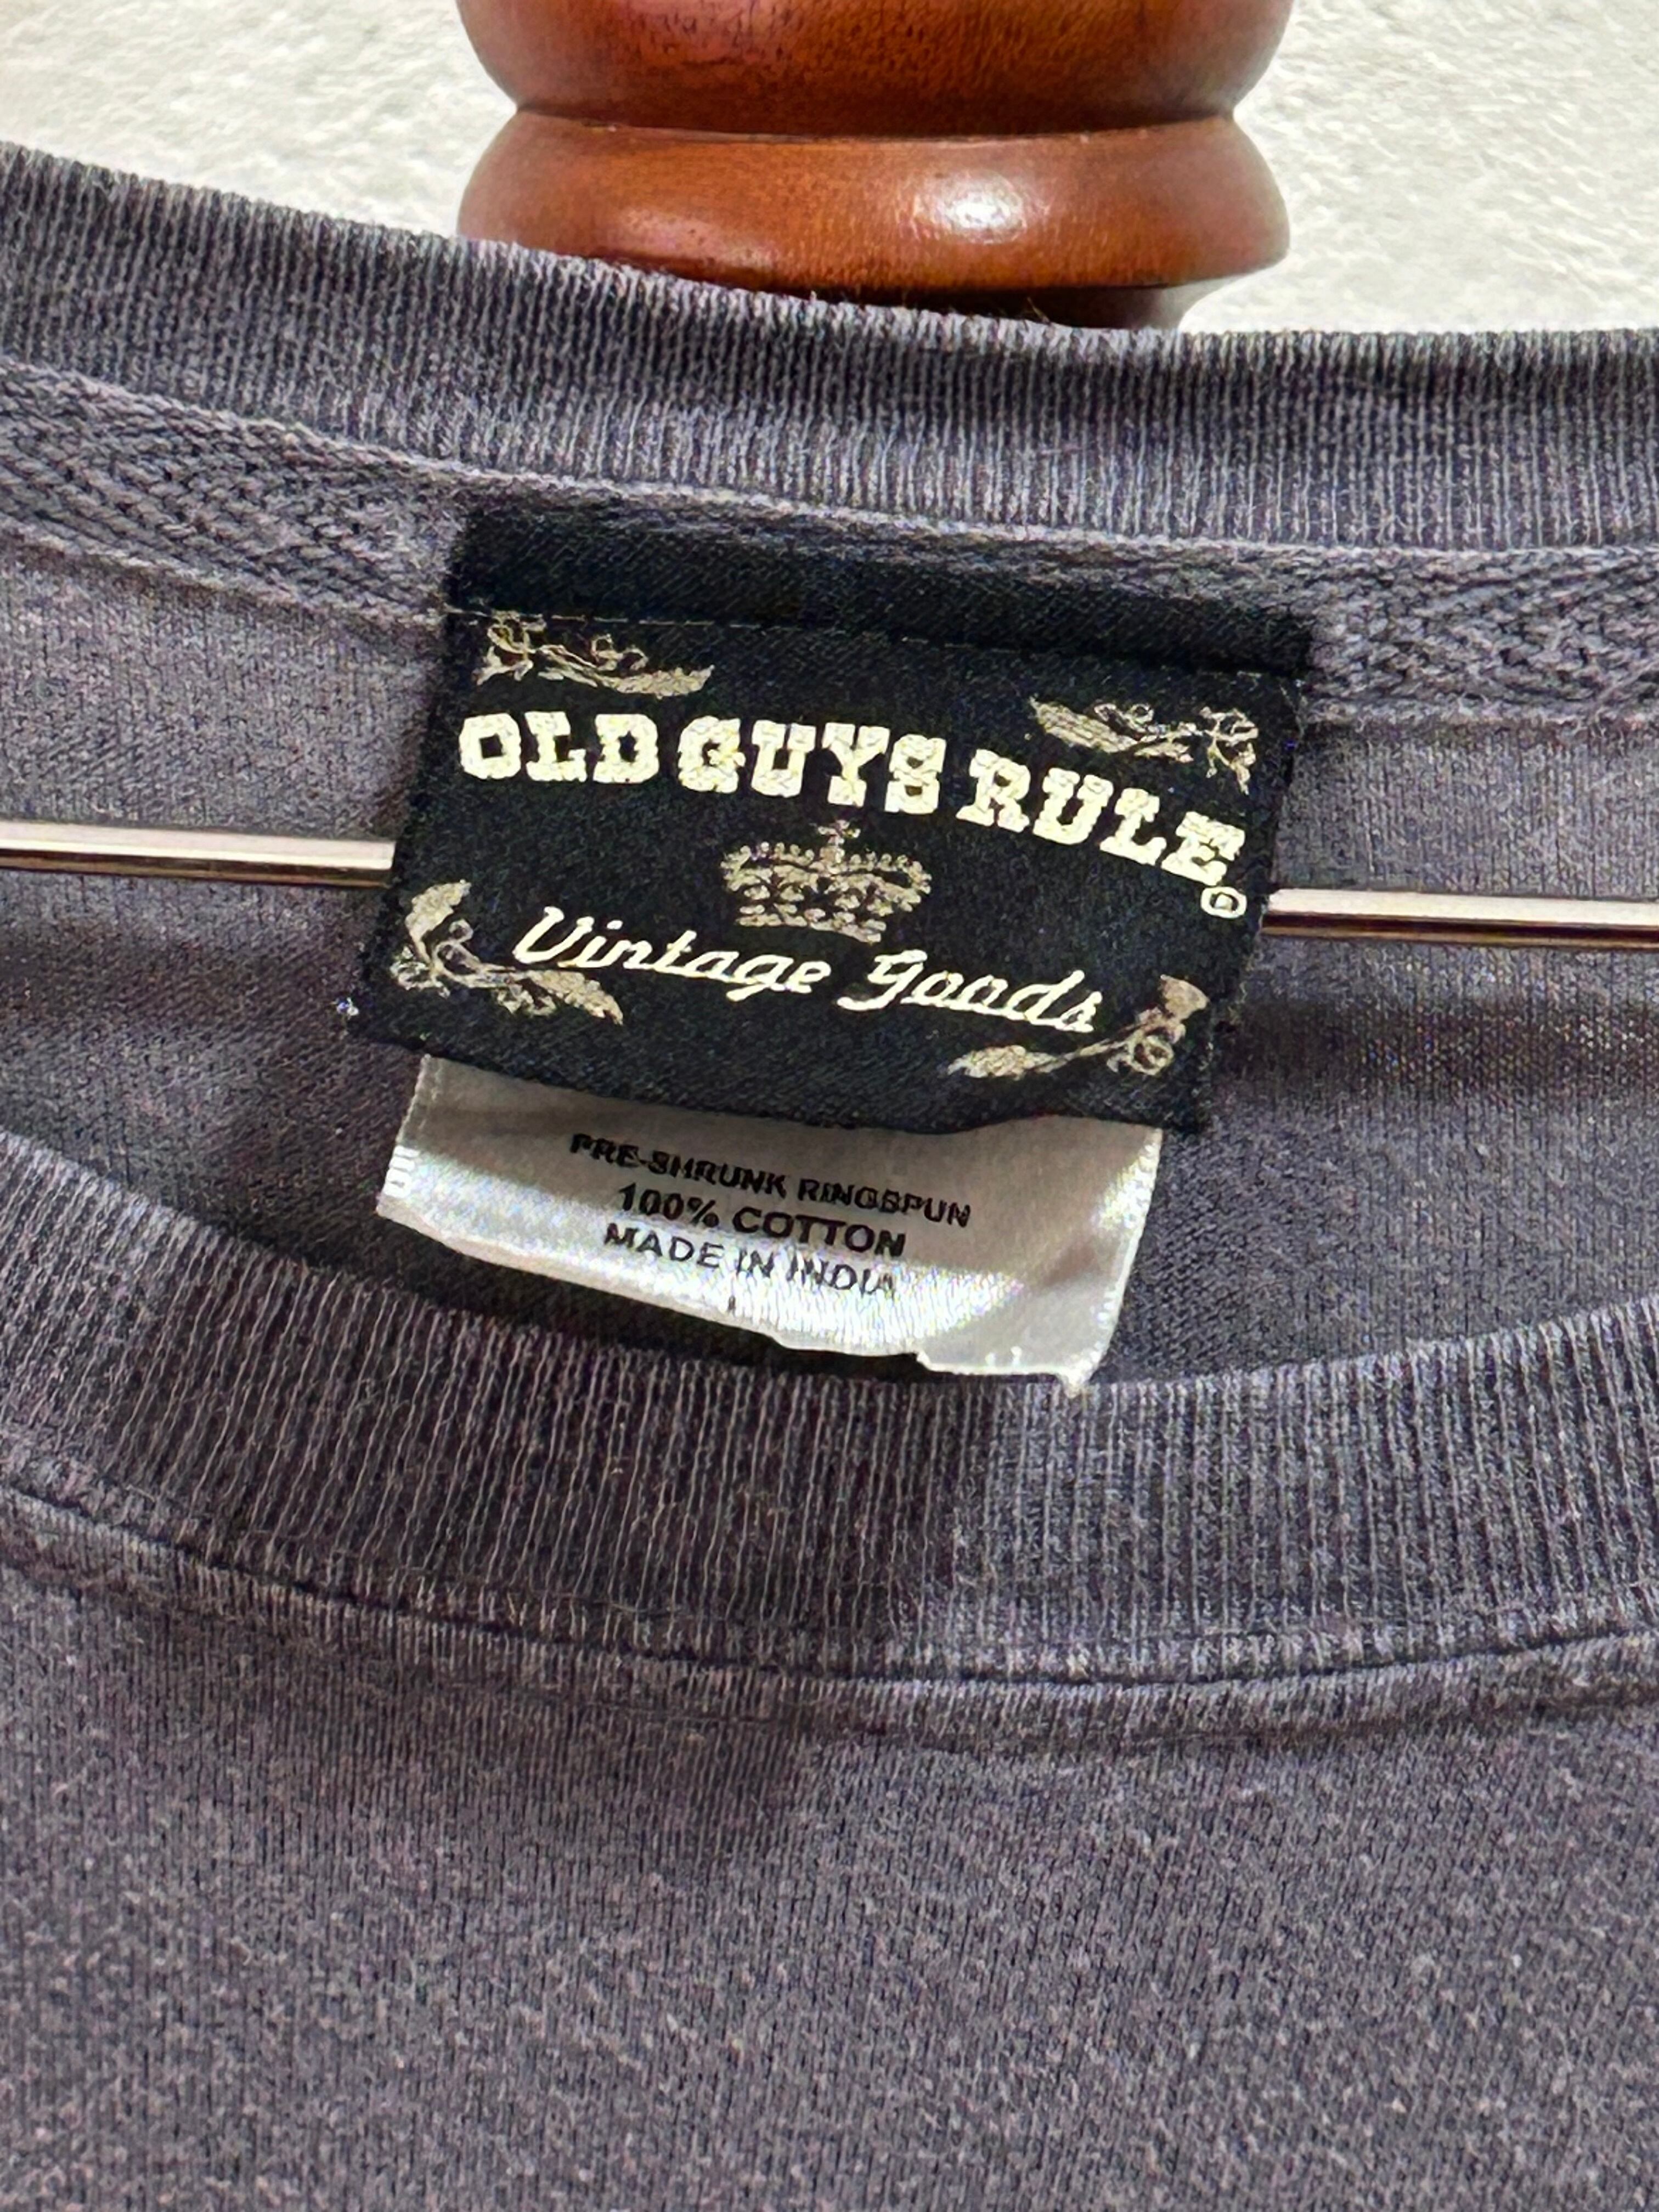 OLD GUYS RULE®
Vintage Goods
PRE-SHRUNK RINGSPUN
100% COTTON
MADE IN INDIA